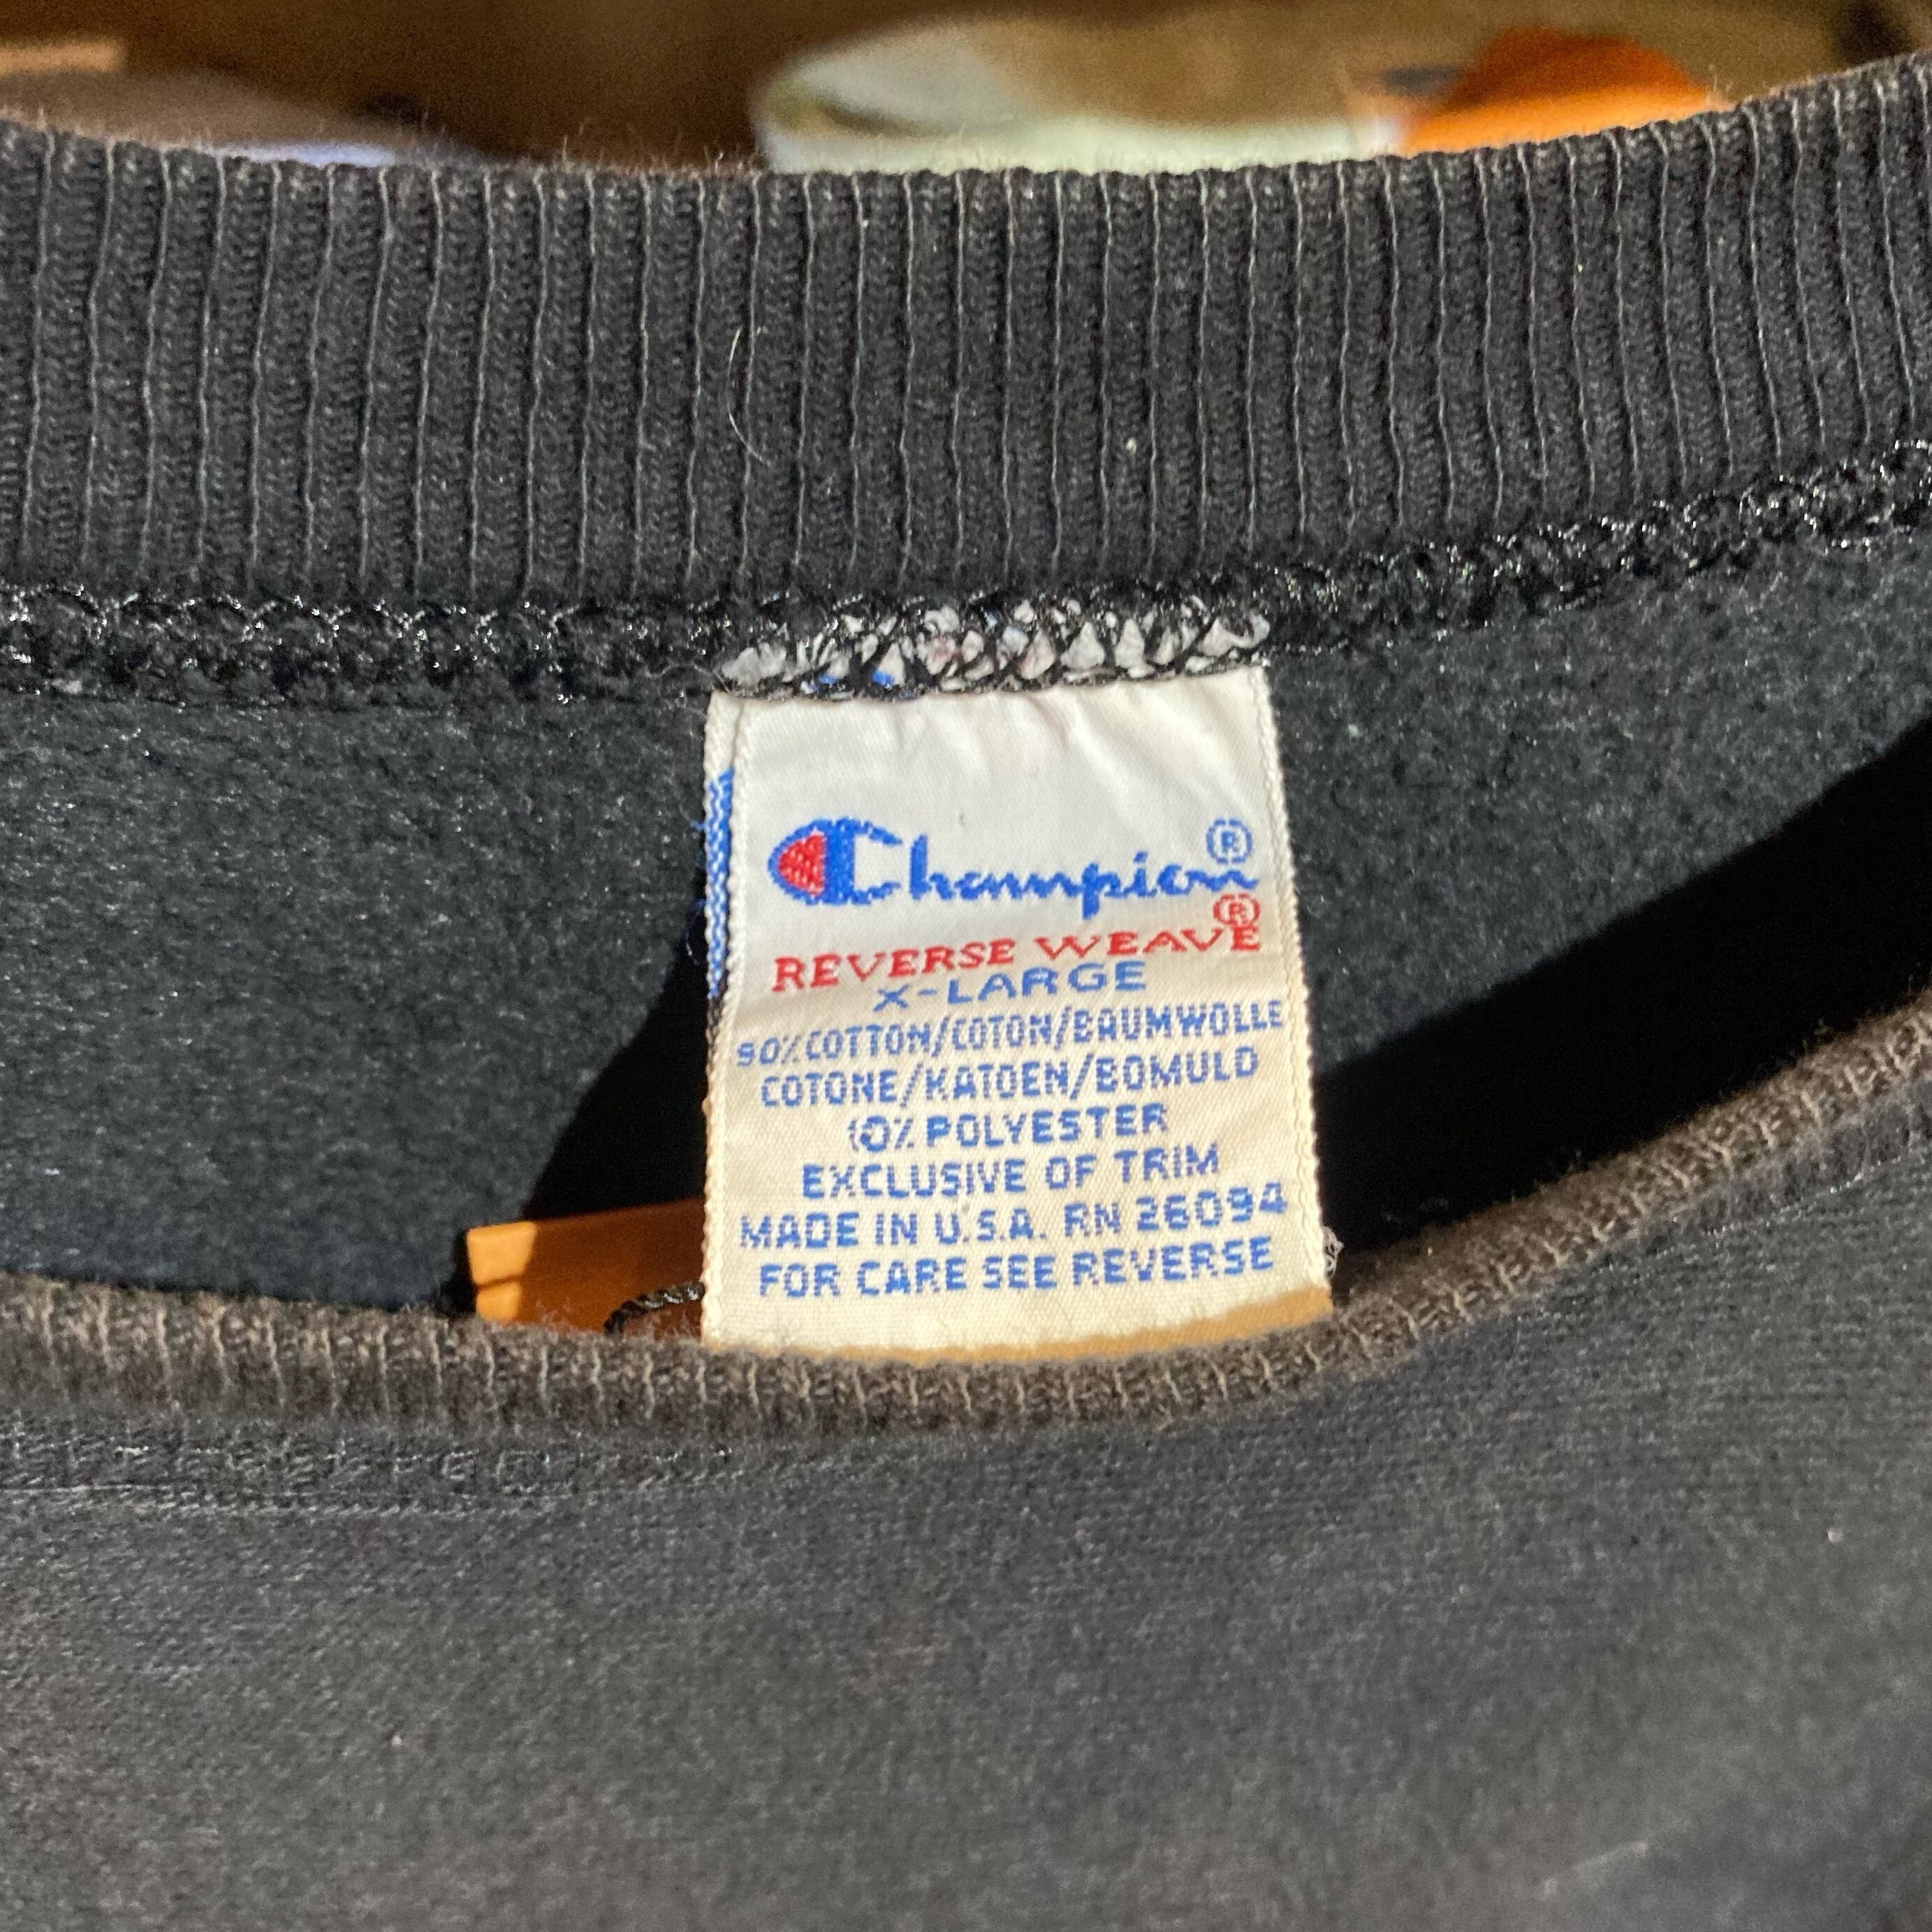 Champion®
REVERSE WEAVE®
X-LARGE
90% COTTON/COTON/BAUMWOLLE
COTONE/KATOEN/BOMULD
10% POLYESTER
EXCLUSIVE OF TRIM
MADE IN U.S.A. RN 26094
FOR CARE SEE REVERSE